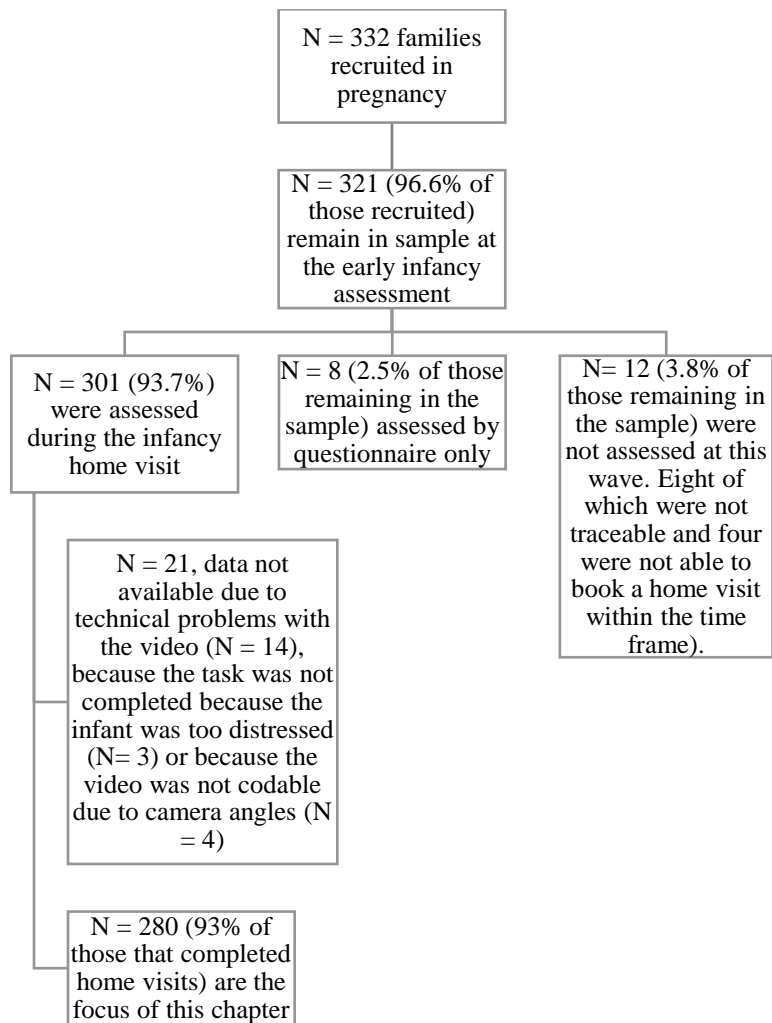 N = 332 families
recruited in
pregnancy
N = 321 (96.6% of
those recruited)
remain in sample at
the early infancy
assessment
N = 301 (93.7%)
were assessed
during the infancy
home visit
N = 8 (2.5% of those
remaining in the
sample) assessed by
questionnaire only
N= 12 (3.8% of
those remaining in
the sample) were
not assessed at this
wave. Eight of
which were not
traceable and four
were not able to
book a home visit
within the time
frame).
N = 21, data not
available due to
technical problems with
the video (N = 14),
because the task was not
completed because the
infant was too distressed
(N= 3) or because the
video was not codable
due to camera angles (N
= 4)
N = 280 (93% of
those that completed
home visits) are the
focus of this chapter